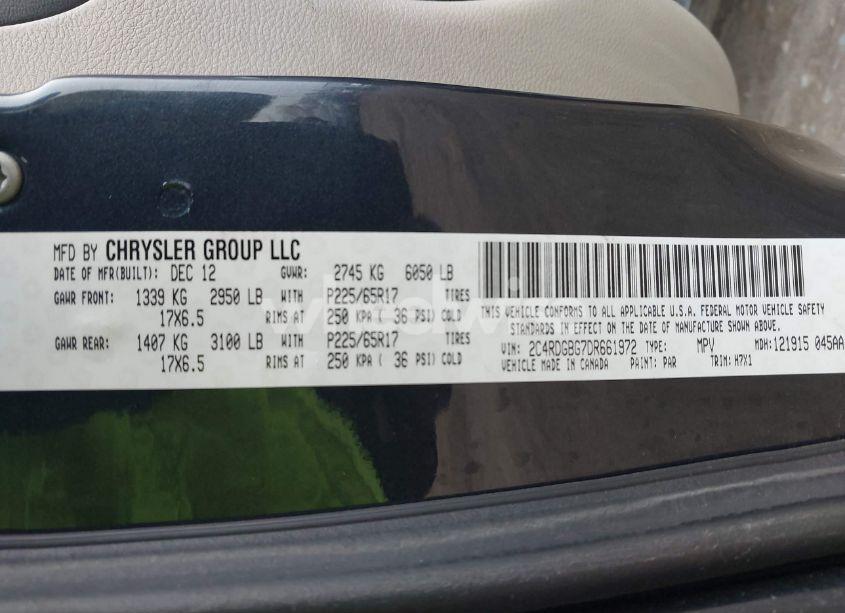 MFD BY CHRYSLER GROUP LLC
DATE OF MFR(BUILT): DEC 12 GVWR: 2745 KG 6050 LB
GAWR FRONT: 1339 KG 2950 LB WITH P225/65R17 TIRES
17X6.5 RIMS AT 250 KPA ( 36 PSI) COLD
GAWR REAR: 1407 KG 3100 LB WITH P225/65R17 TIRES
17X6.5 RIMS AT 250 KPA ( 36 PSI) COLD
THIS VEHICLE CONFORMS TO ALL APPLICABLE U.S.A. FEDERAL MOTOR VEHICLE SAFETY
STANDARDS IN EFFECT ON THE DATE OF MANUFACTURE SHOWN ABOVE.
VIN: 2C4RDGBG7DR661972 TYPE: MPV MDH:121915 045AA
VEHICLE MADE IN CANADA PAINT: PAR TRIM: H7X1